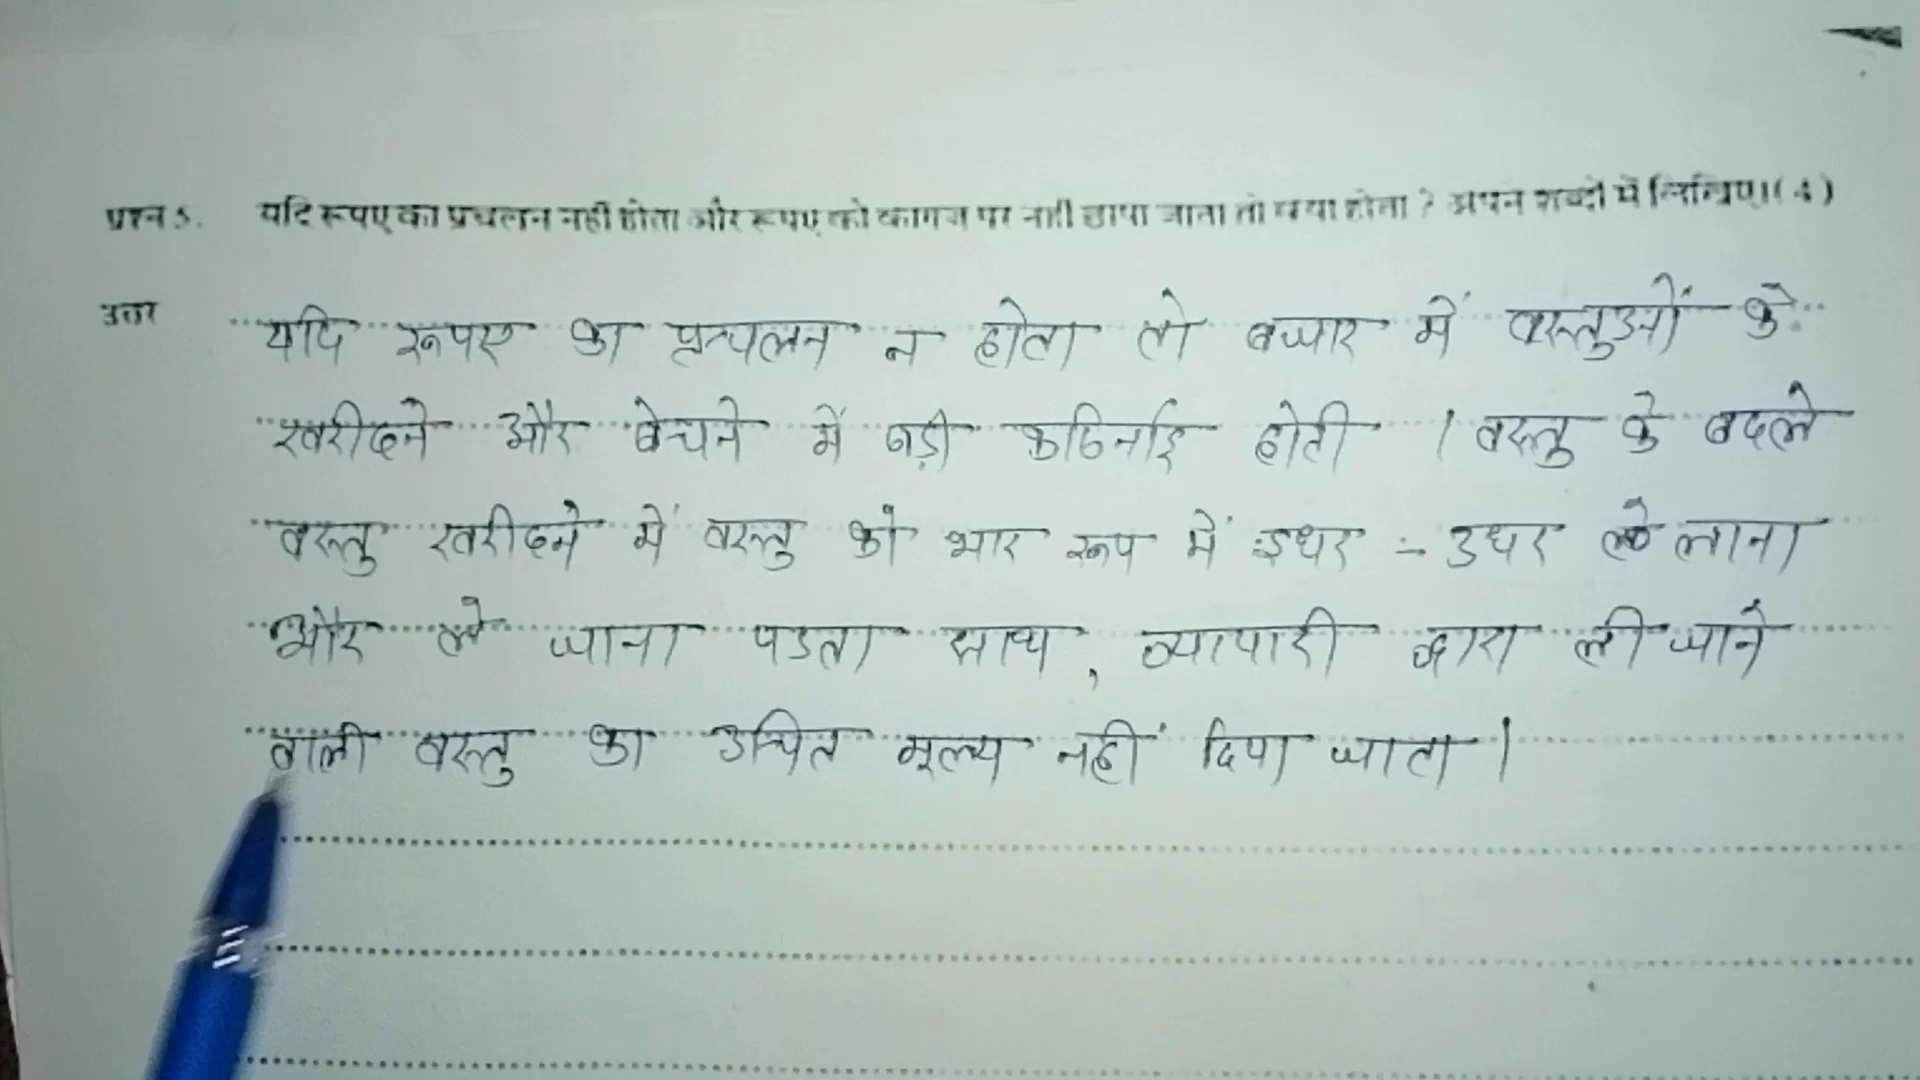 प्रश्न 5. यदि रूपए का प्रचलन नहीं होता और रूपए को कागज पर नहीं छापा जाता तो क्या होता ? अपने शब्दों में लिखिए। ( 4 )
उत्तर यदि रूपए का प्रचलन न होता तो बजार में वस्तुओं के
खरीदने और बेचने में बड़ी कठिनाई होती । वस्तु के बदले
वस्तु खरीदने में वस्तु को भार रूप में इधर - उधर ले लाना
और ले जाना पडता साथ, व्यापारी द्वारा ली जाने
वाली वस्तु का उचित मूल्य नहीं दिया जाता ।